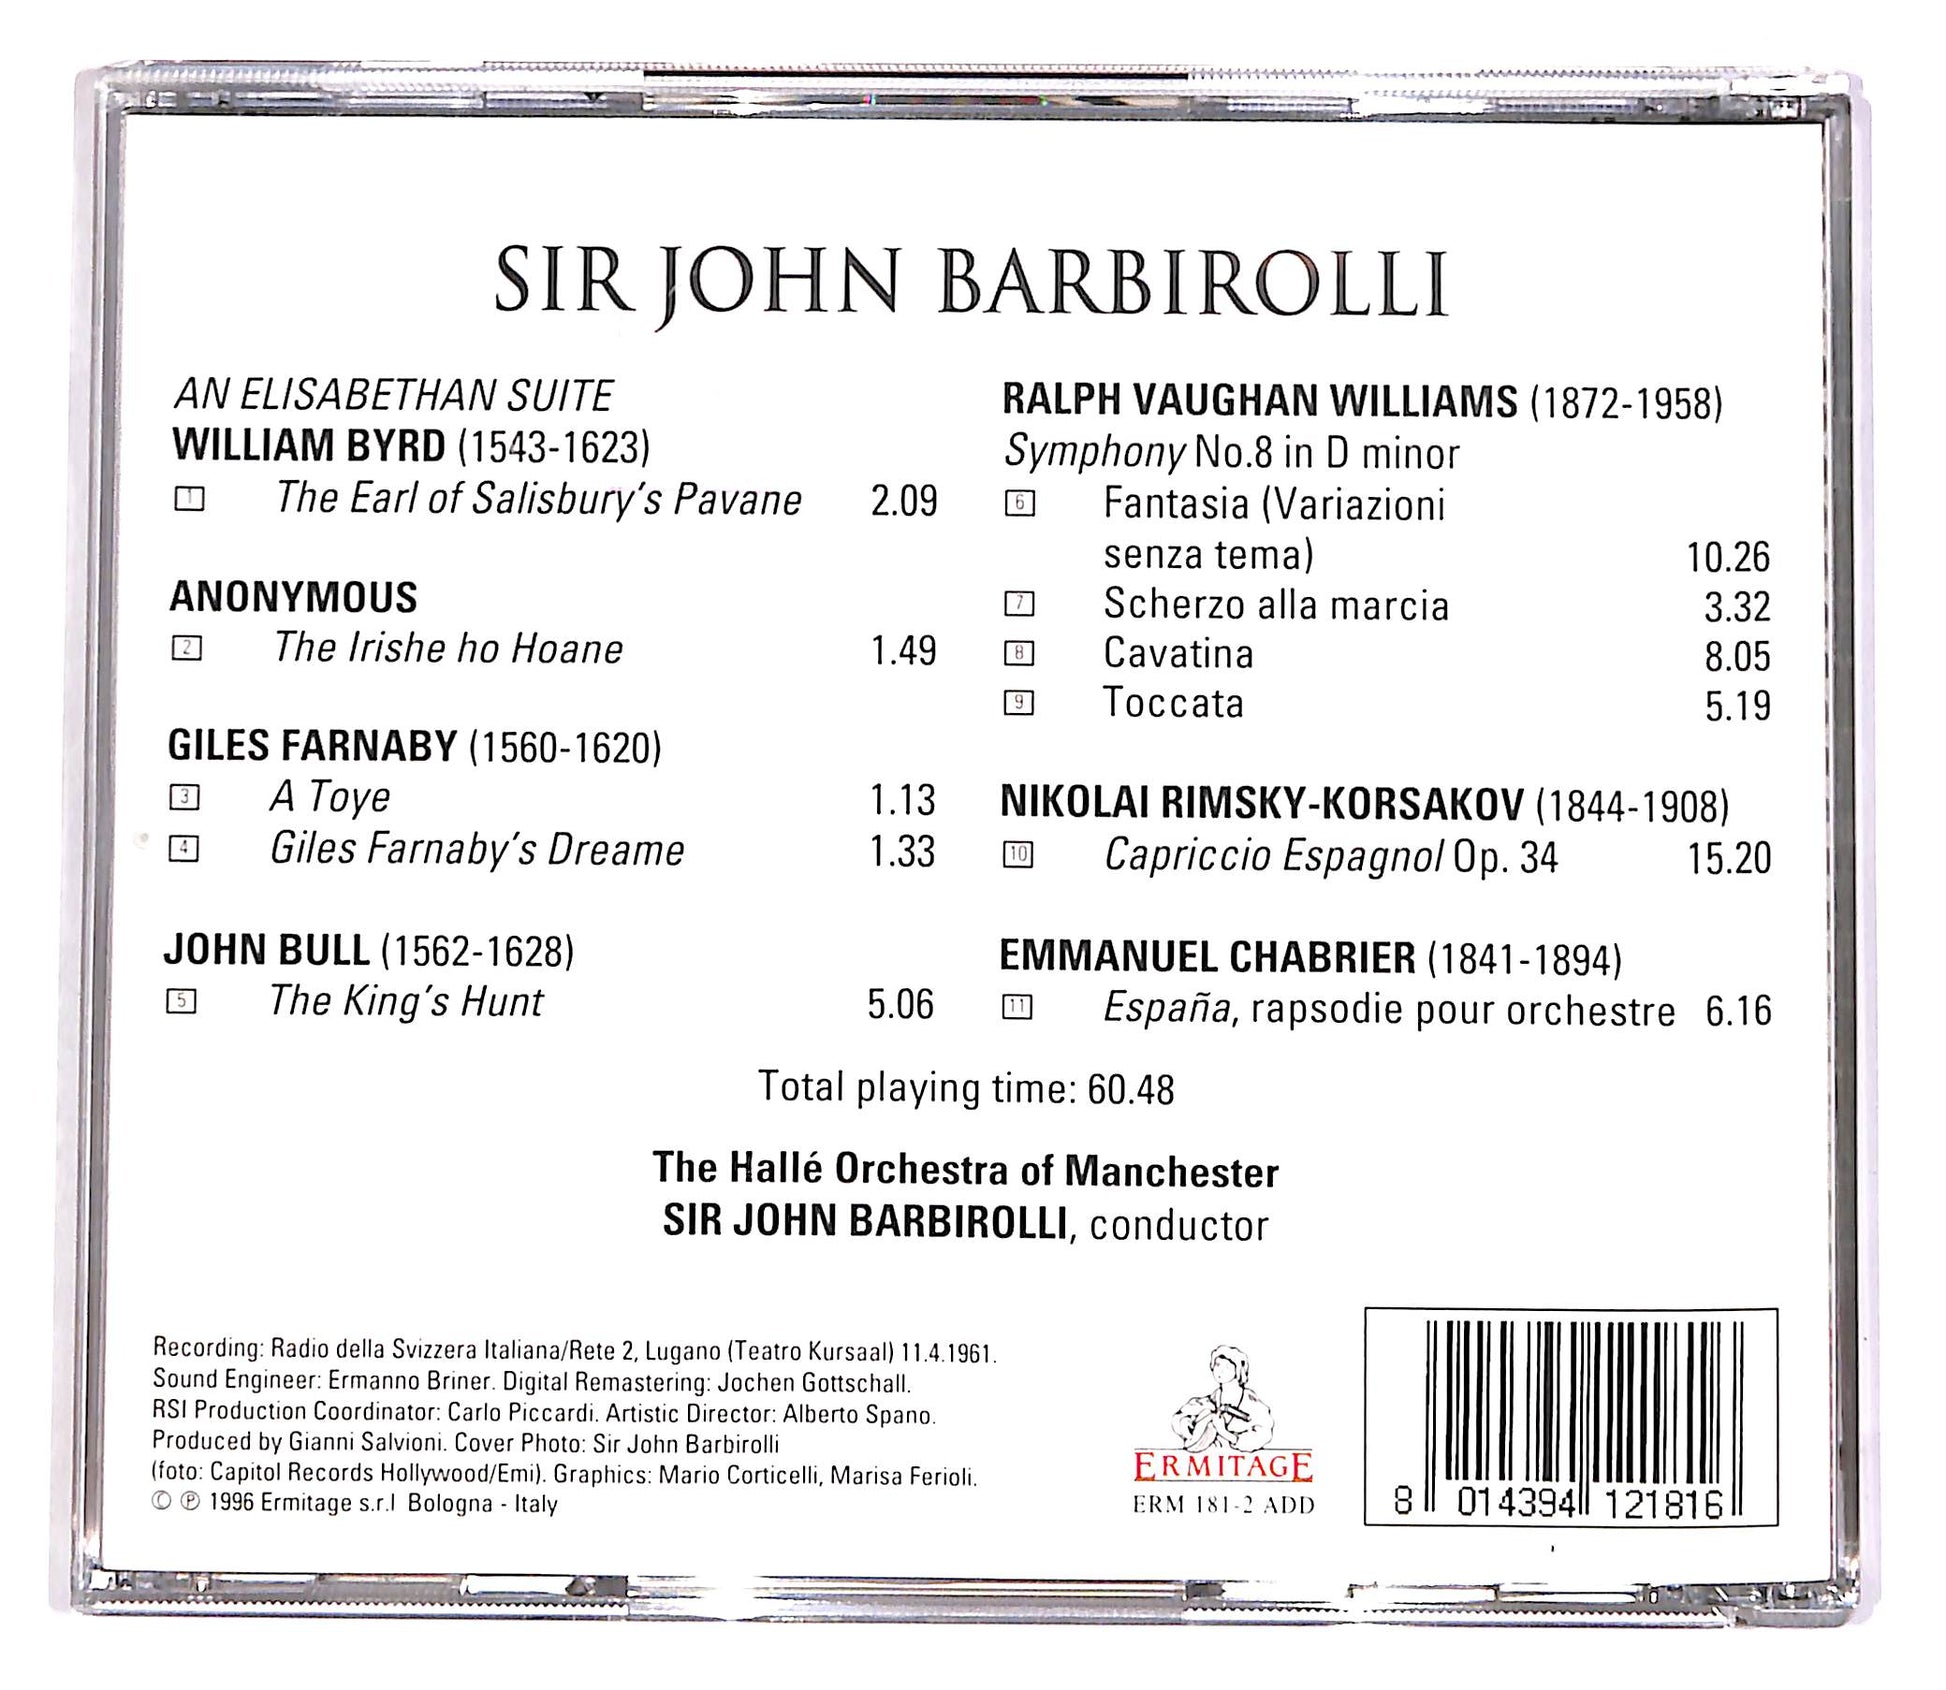 SIR JOHN BARBIROLLI
AN ELISABETHAN SUITE
WILLIAM BYRD (1543-1623)
1 The Earl of Salisbury's Pavane 2.09
ANONYMOUS
2 The Irishe ho Hoane 1.49
GILES FARNABY (1560-1620)
3 A Toye 1.13
4 Giles Farnaby's Dreame 1.33
JOHN BULL (1562-1628)
5 The King's Hunt 5.06
RALPH VAUGHAN WILLIAMS (1872-1958)
Symphony No.8 in D minor
6 Fantasia (Variazioni
senza tema) 10.26
7 Scherzo alla marcia 3.32
8 Cavatina 8.05
9 Toccata 5.19
NIKOLAI RIMSKY-KORSAKOV (1844-1908)
10 Capriccio Espagnol Op. 34 15.20
EMMANUEL CHABRIER (1841-1894)
11 España, rapsodie pour orchestre 6.16
Total playing time: 60.48
The Hallé Orchestra of Manchester
SIR JOHN BARBIROLLI, conductor
Recording: Radio della Svizzera Italiana/Rete 2, Lugano (Teatro Kursaal) 11.4.1961.
Sound Engineer: Ermanno Briner. Digital Remastering: Jochen Gottschall.
RSI Production Coordinator: Carlo Piccardi. Artistic Director: Alberto Spano.
Produced by Gianni Salvioni. Cover Photo: Sir John Barbirolli
(foto: Capitol Records Hollywood/Emi). Graphics: Mario Corticelli, Marisa Ferioli.
© ℗ 1996 Ermitage s.r.l Bologna - Italy
ERMITAGE
ERM 181-2 ADD
8 014394 121816